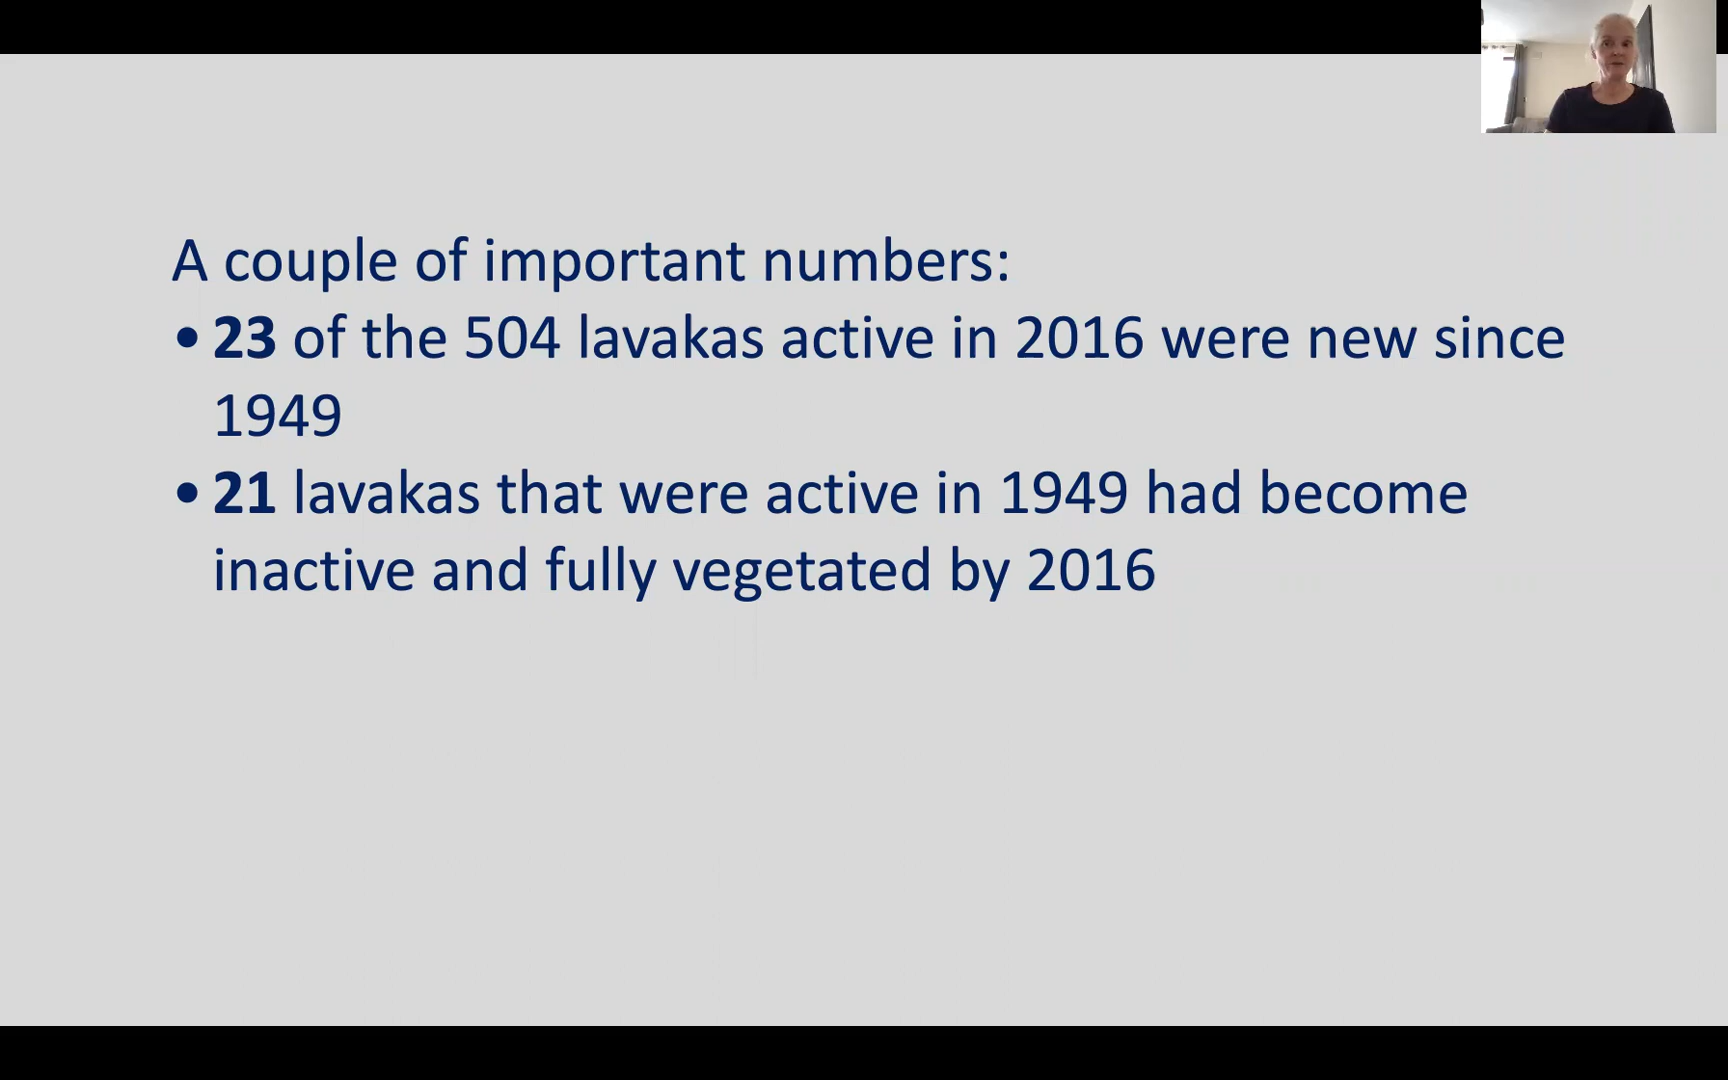 A couple of important numbers:
• 23 of the 504 lavakas active in 2016 were new since
1949
• 21 lavakas that were active in 1949 had become
inactive and fully vegetated by 2016